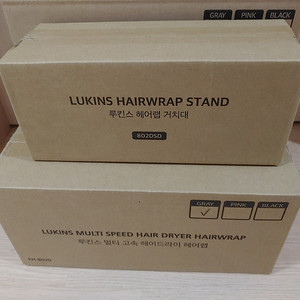 GRAY PINK BLACK
LUKINS HAIRWRAP STAND
루킨스 헤어랩 거치대
802DSD
GRAY PINK BLACK
LUKINS MULTI SPEED HAIR DRYER HAIRWRAP
루킨스 멀티 고속 헤어드라이 헤어랩